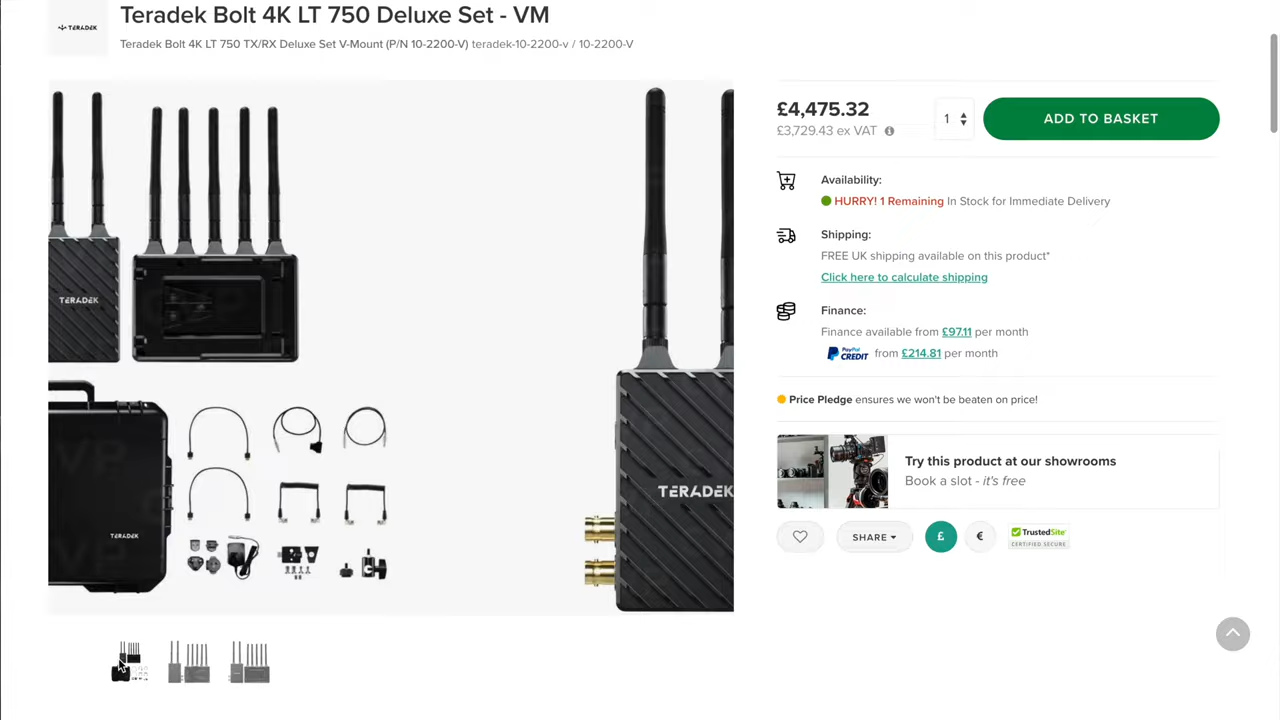 TERADEK
Teradek Bolt 4K LT 750 Deluxe Set - VM
Teradek Bolt 4K LT 750 TX/RX Deluxe Set V-Mount (P/N 10-2200-V) teradek-10-2200-v / 10-2200-V
TERADEK
TERADEK
TERADEK
£4,475.32
£3,729.43 ex VAT
1
ADD TO BASKET
Availability:
HURRY! 1 Remaining In Stock for Immediate Delivery
Shipping:
FREE UK shipping available on this product*
Click here to calculate shipping
Finance:
Finance available from £97.11 per month
PayPal CREDIT from £214.81 per month
Price Pledge ensures we won't be beaten on price!
Try this product at our showrooms
Book a slot - it's free
SHARE
£
€
TrustedSite
CERTIFIED SECURE